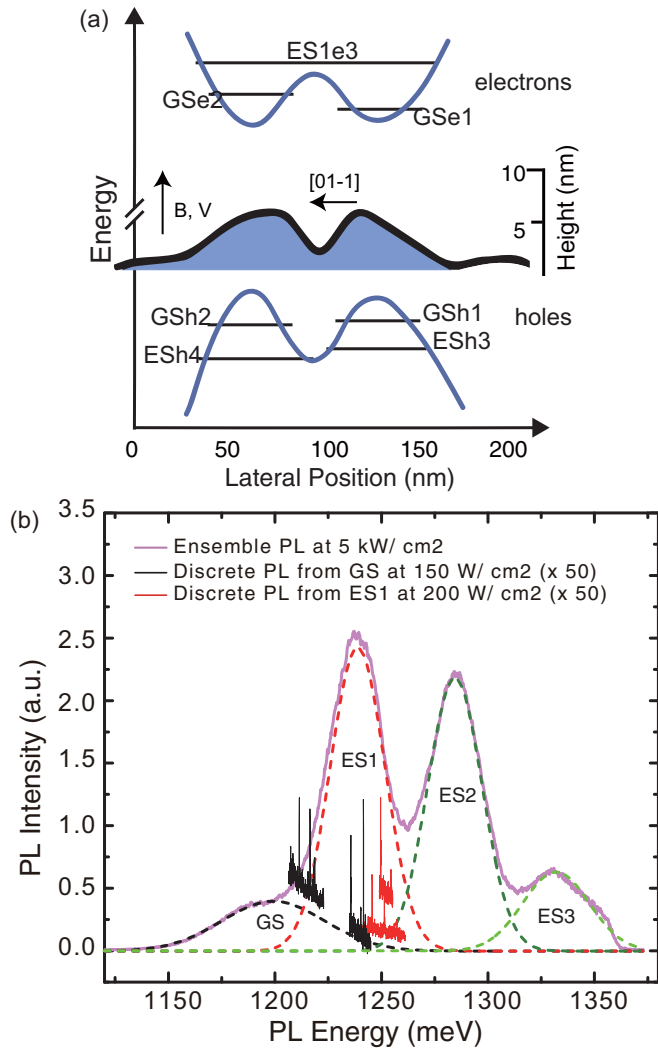 (a)
ES1e3
electrons
GSe2
GSe1
10
[01-1]
B, V
5
Energy
Height (nm)
GSh2
GSh1
holes
ESh4
ESh3
0 50 100 150 200
Lateral Position (nm)
(b)
3.5
Ensemble PL at 5 kW/ cm2
3.0
Discrete PL from GS at 150 W/ cm2 (x 50)
Discrete PL from ES1 at 200 W/ cm2 (x 50)
2.5
2.0
1.5
1.0
0.5
0.0
PL Intensity (a.u.)
ES1
ES2
GS
ES3
1150 1200 1250 1300 1350
PL Energy (meV)